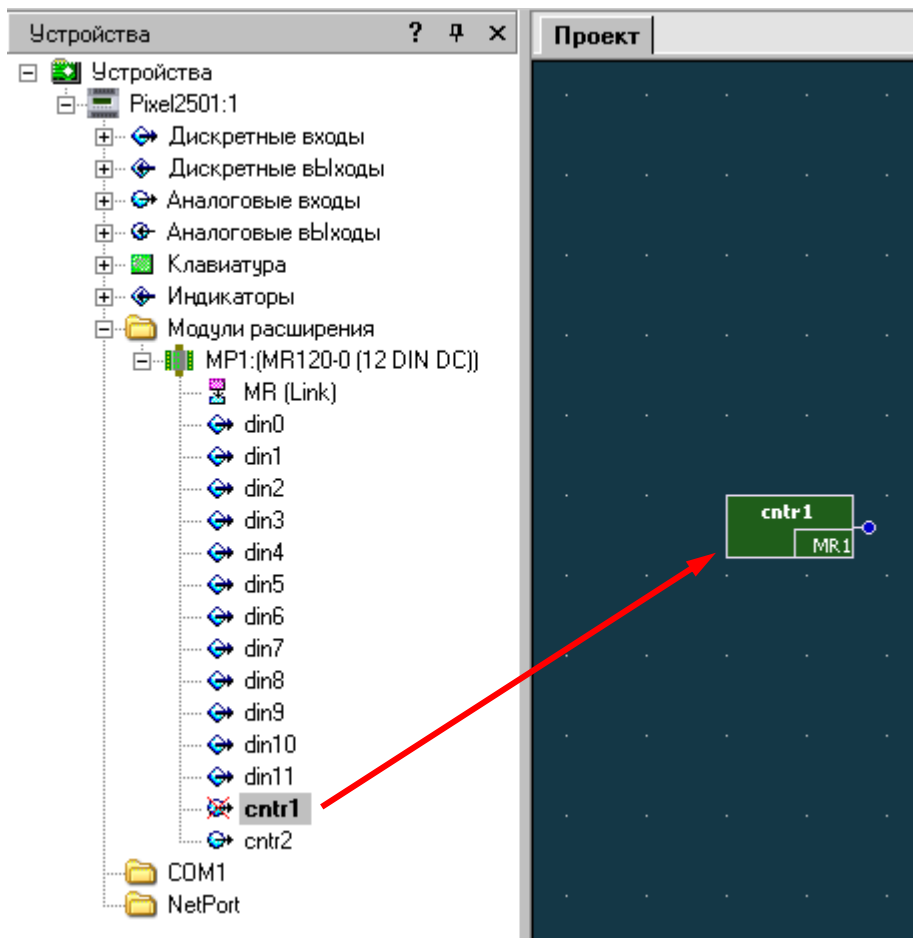 Устройства ? ×
Проект
Устройства
Pixel2501:1
Дискретные входы
Дискретные вЫходы
Аналоговые входы
Аналоговые вЫходы
Клавиатура
Индикаторы
Модули расширения
MP1:(MR120-0 (12 DIN DC))
MR (Link)
din0
din1
din2
din3
din4
din5
din6
din7
din8
din9
din10
din11
cntr1
cntr2
COM1
NetPort
cntr1
MR1